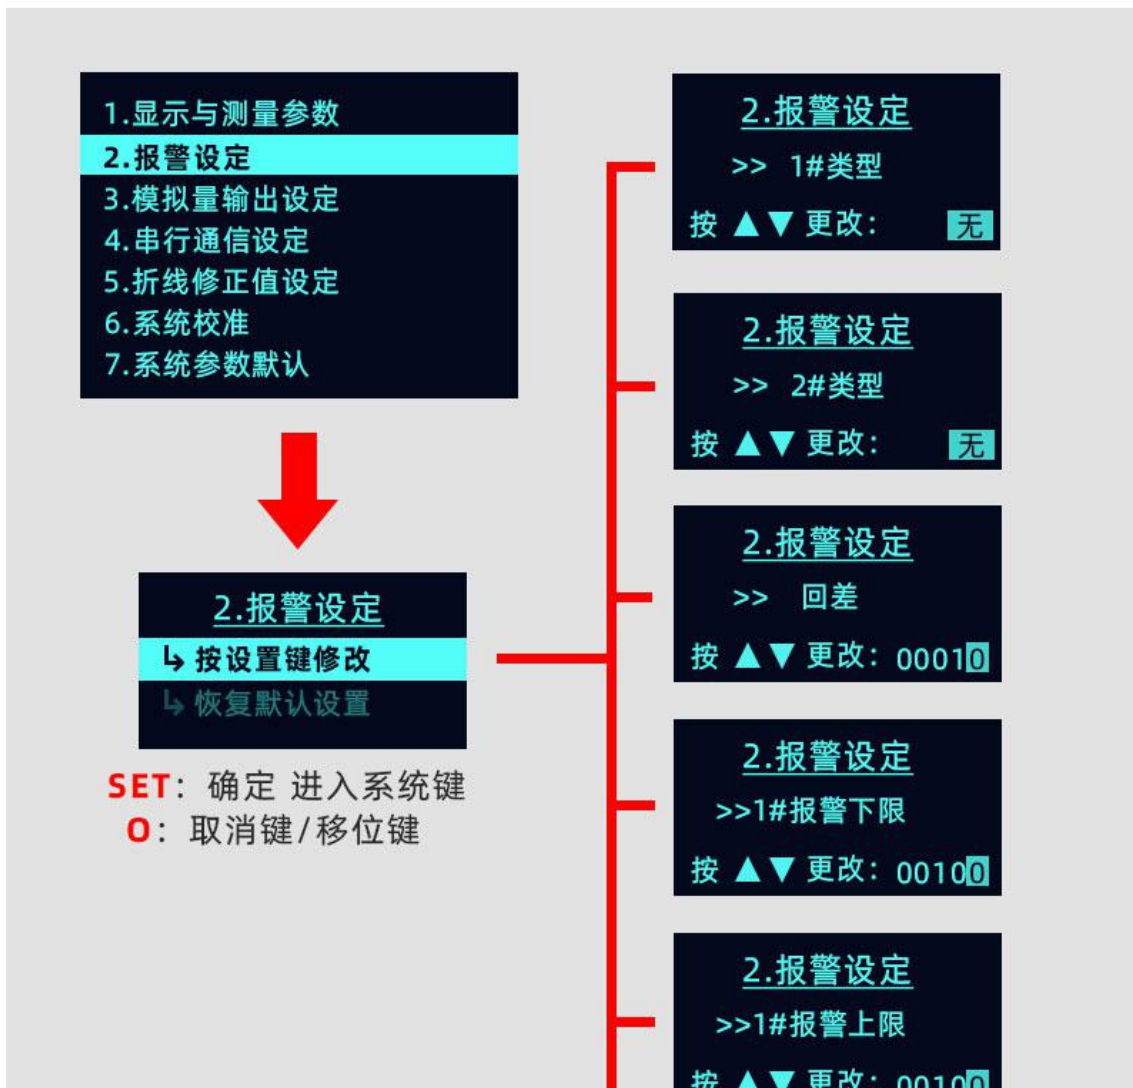 1.显示与测量参数
2.报警设定
3.模拟量输出设定
4.串行通信设定
5.折线修正值设定
6.系统校准
7.系统参数默认
2.报警设定
↳ 按设置键修改
↳ 恢复默认设置
SET: 确定 进入系统键
O: 取消键/移位键
2.报警设定
>> 1#类型
按 ▲▼ 更改: 无
2.报警设定
>> 2#类型
按 ▲▼ 更改: 无
2.报警设定
>> 回差
按 ▲▼ 更改: 00010
2.报警设定
>>1#报警下限
按 ▲▼ 更改: 00100
2.报警设定
>>1#报警上限
按 ▲▼ 更改: 00100